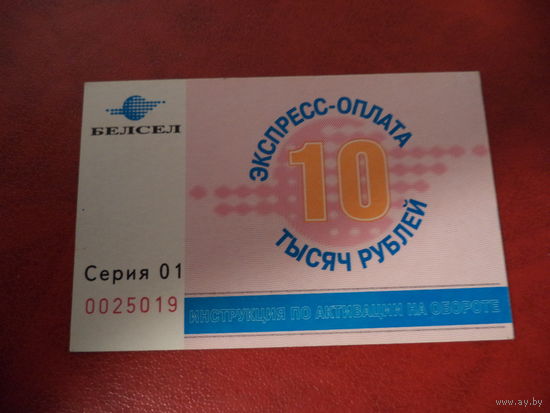 БЕЛСЕЛ
ЭКСПРЕСС-ОПЛАТА
10
ТЫСЯЧ РУБЛЕЙ
Серия 01
0025019
ИНСТРУКЦИЯ ПО АКТИВАЦИИ НА ОБОРОТЕ
www.ay.by